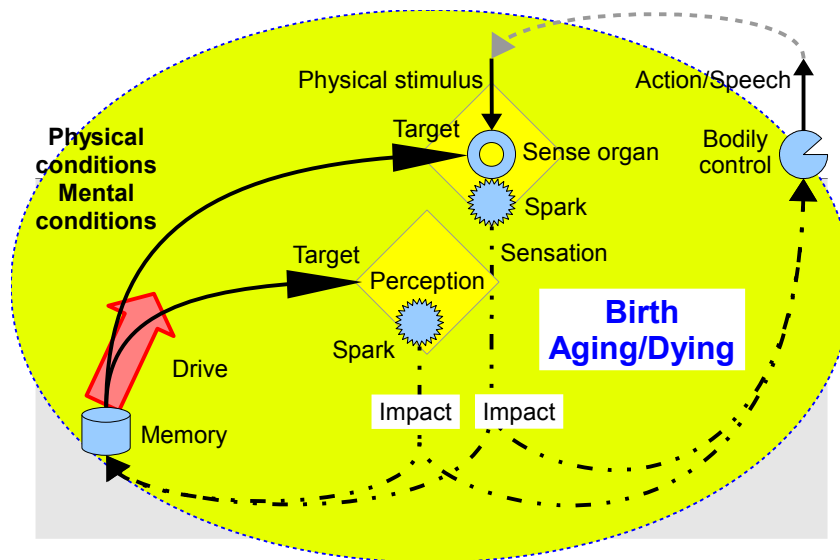 Physical stimulus
Action/Speech
Physical
conditions
Mental
conditions
Target
Sense organ
Bodily
control
Spark
Target
Sensation
Perception
Birth
Aging/Dying
Spark
Drive
Impact
Impact
Memory